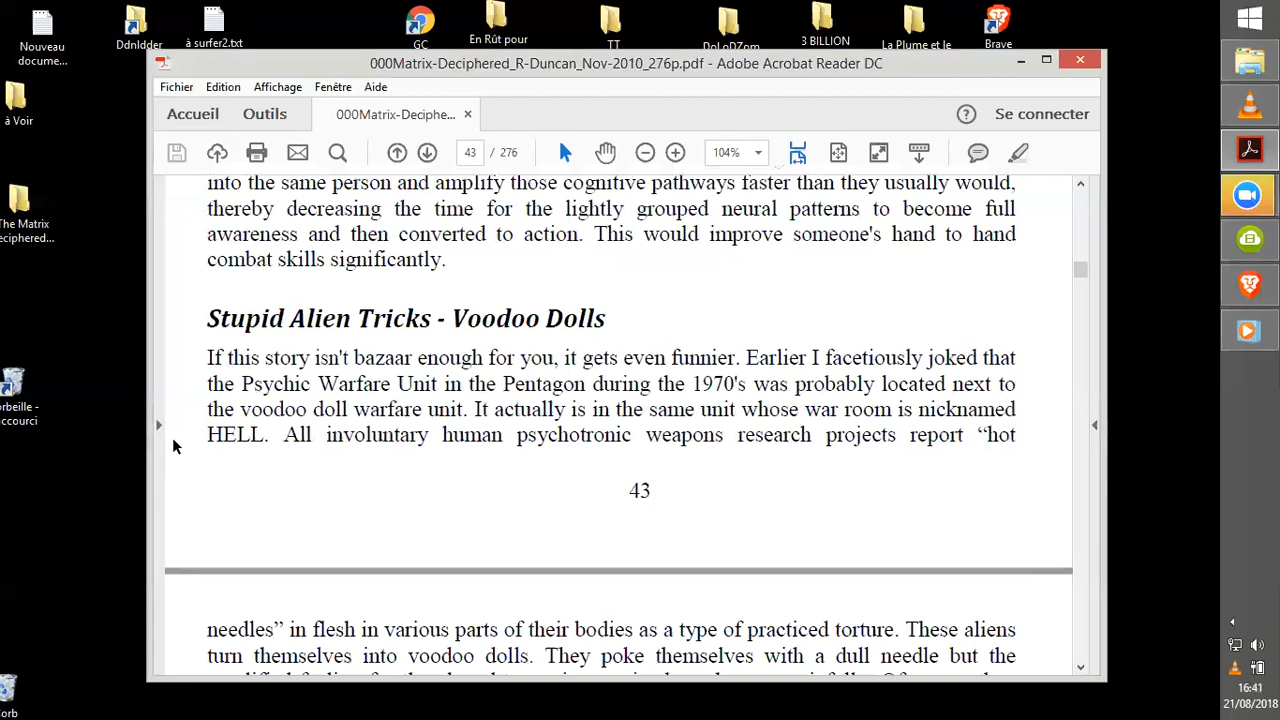 Nouveau
docume...
DdnIdder
à surfer2.txt
GC
En Rût pour
TT
DoLoDZom
3 BILLION
La Plume et le
Brave
à Voir
The Matrix
eciphered...
orbeille -
accourci
Corb
000Matrix-Deciphered_R-Duncan_Nov-2010_276p.pdf - Adobe Acrobat Reader DC
Fichier Edition Affichage Fenêtre Aide
Accueil Outils 000Matrix-Deciphe... × ? Se connecter
43 / 276 104%
into the same person and amplify those cognitive pathways faster than they usually would,
thereby decreasing the time for the lightly grouped neural patterns to become full
awareness and then converted to action. This would improve someone's hand to hand
combat skills significantly.
Stupid Alien Tricks - Voodoo Dolls
If this story isn't bazaar enough for you, it gets even funnier. Earlier I facetiously joked that
the Psychic Warfare Unit in the Pentagon during the 1970's was probably located next to
the voodoo doll warfare unit. It actually is in the same unit whose war room is nicknamed
HELL. All involuntary human psychotronic weapons research projects report “hot
43
needles” in flesh in various parts of their bodies as a type of practiced torture. These aliens
turn themselves into voodoo dolls. They poke themselves with a dull needle but the
16:41
21/08/2018